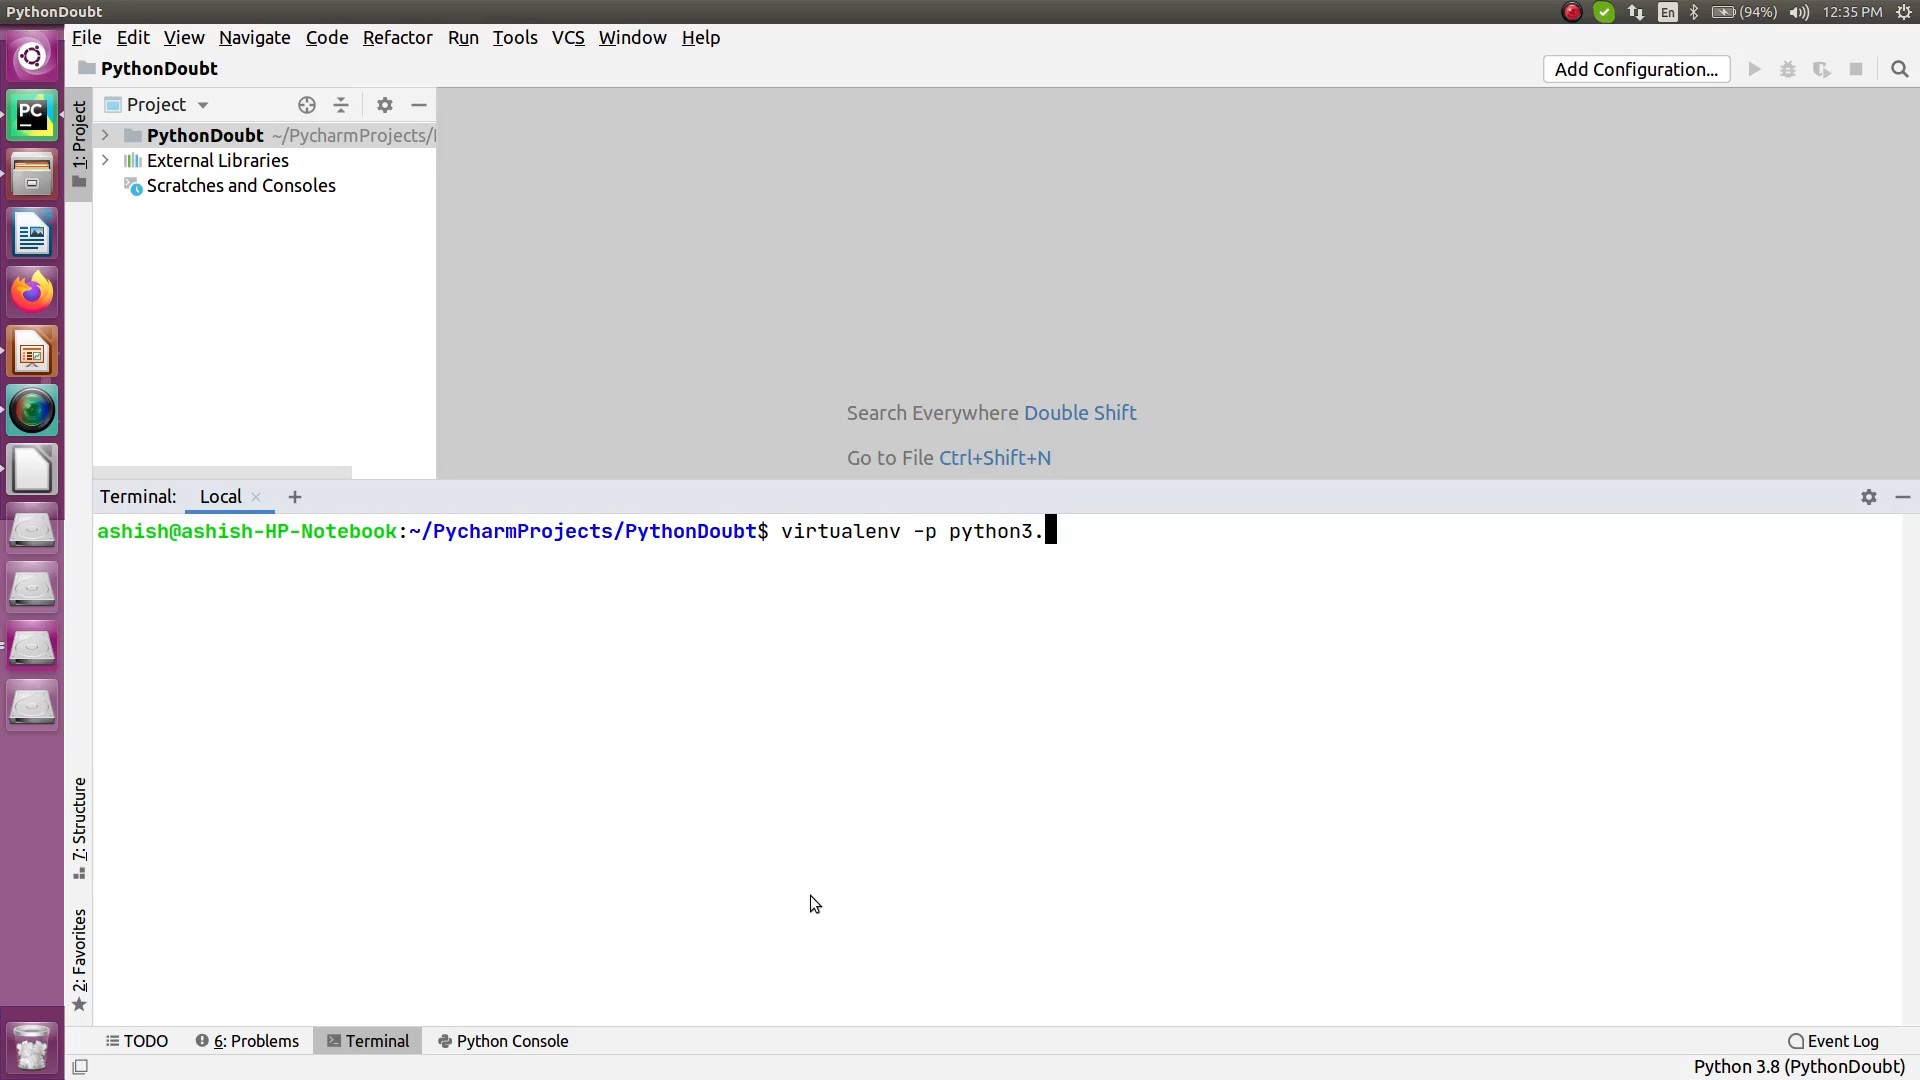 PythonDoubt
En
(94%)
12:35 PM
File Edit View Navigate Code Refactor Run Tools VCS Window Help
PythonDoubt
Add Configuration...
PC
1: Project
Project
PythonDoubt ~/PycharmProjects/
External Libraries
Scratches and Consoles
Search Everywhere Double Shift
Go to File Ctrl+Shift+N
Terminal: Local
ashish@ashish-HP-Notebook:~/PycharmProjects/PythonDoubt$ virtualenv -p python3.
7: Structure
2: Favorites
TODO 6: Problems Terminal Python Console Event Log
Python 3.8 (PythonDoubt)